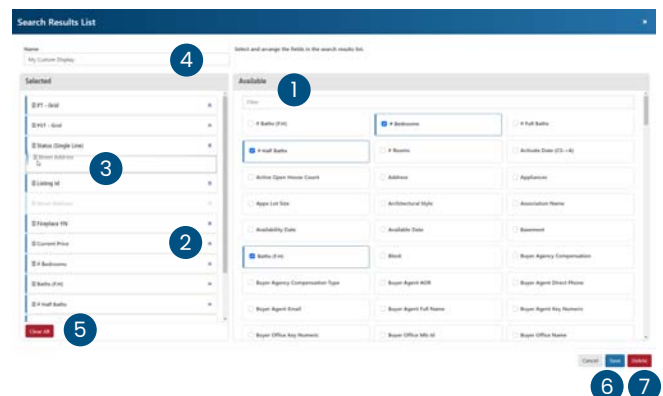 Search Results List
×
Name
Select and arrange the fields in the search results list.
My Custom Display
4
Selected
Available
1
Filter
PT - Grid
PST - Grid
Status (Single Line)
Street Address
3
Listing Id
Street Address
Fireplace YN
2
Current Price
# Bedrooms
Baths (F.H)
# Half Baths
Clear All
5
# Baths (F.H)
# Bedrooms
# Full Baths
# Half Baths
# Rooms
Activate Date (CS->A)
Active Open House Count
Address
Appliances
Appx Lot Size
Architectural Style
Association Name
Availability Date
Available Date
Basement
Baths (F.H)
Block
Buyer Agency Compensation
Buyer Agency Compensation Type
Buyer Agent AOR
Buyer Agent Direct Phone
Buyer Agent Email
Buyer Agent Full Name
Buyer Agent Key Numeric
Buyer Office Key Numeric
Buyer Office Mls Id
Buyer Office Name
Cancel
Save
Delete
6
7